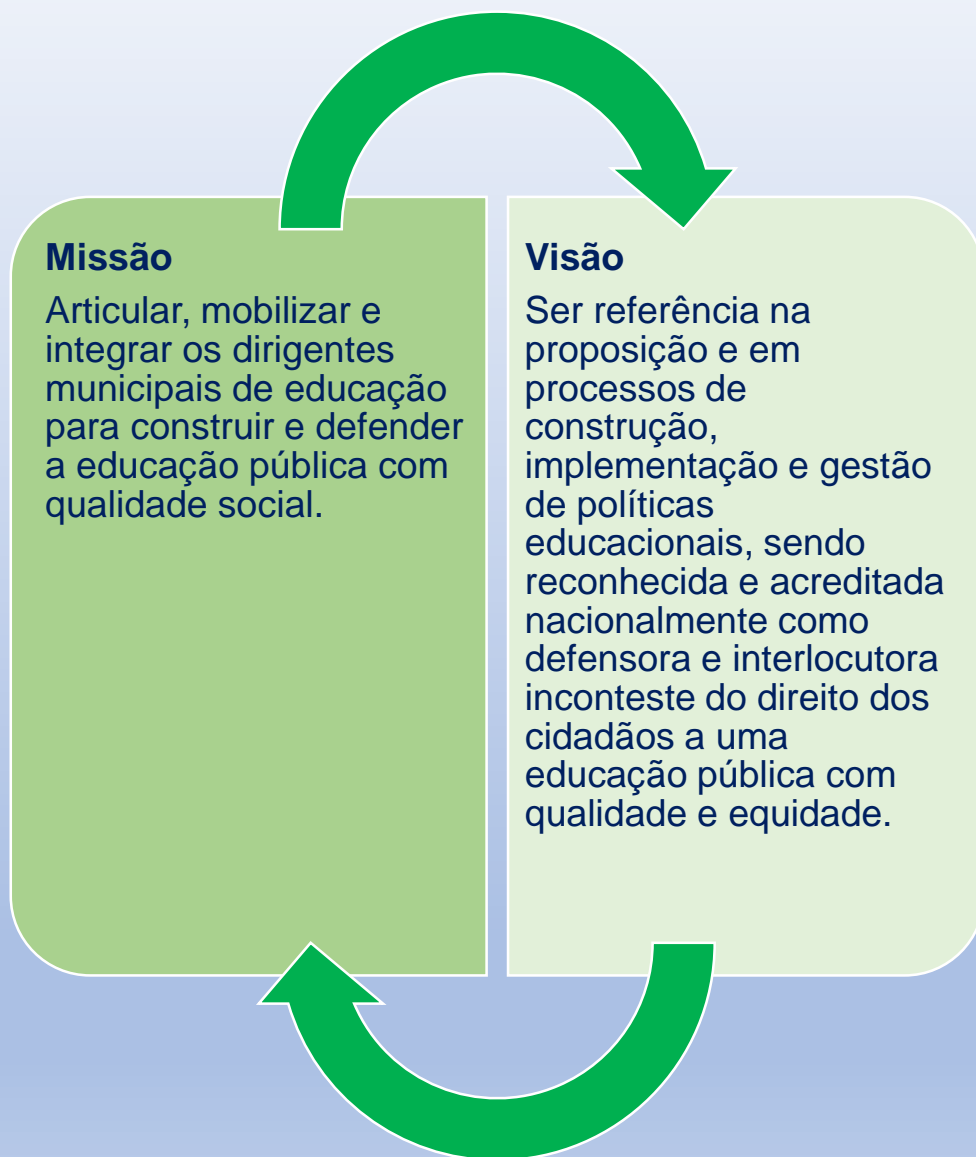 Missão
Articular, mobilizar e
integrar os dirigentes
municipais de educação
para construir e defender
a educação pública com
qualidade social.
Visão
Ser referência na
proposição e em
processos de
construção,
implementação e gestão
de políticas
educacionais, sendo
reconhecida e acreditada
nacionalmente como
defensora e interlocutora
inconteste do direito dos
cidadãos a uma
educação pública com
qualidade e equidade.